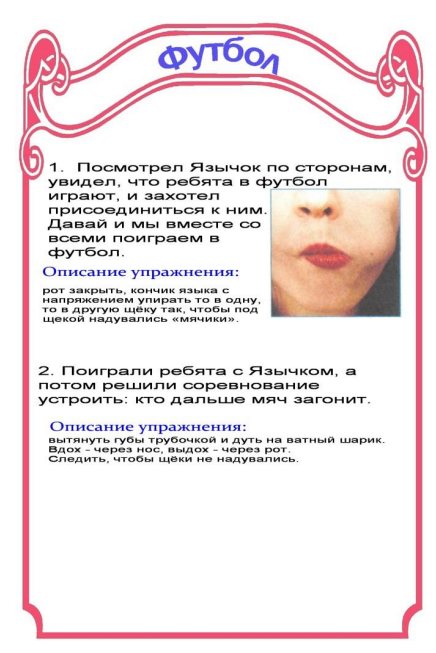 Футбол
1. Посмотрел Язычок по сторонам,
увидел, что ребята в футбол
играют, и захотел
присоединиться к ним.
Давай и мы вместе со
всеми поиграем в
футбол.
Описание упражнения:
рот закрыть, кончик языка с
напряжением упирать то в одну,
то в другую щёку так, чтобы под
щекой надувались «мячики».
2. Поиграли ребята с Язычком, а
потом решили соревнование
устроить: кто дальше мяч загонит.
Описание упражнения:
вытянуть губы трубочкой и дуть на ватный шарик.
Вдох - через нос, выдох - через рот.
Следить, чтобы щёки не надувались.